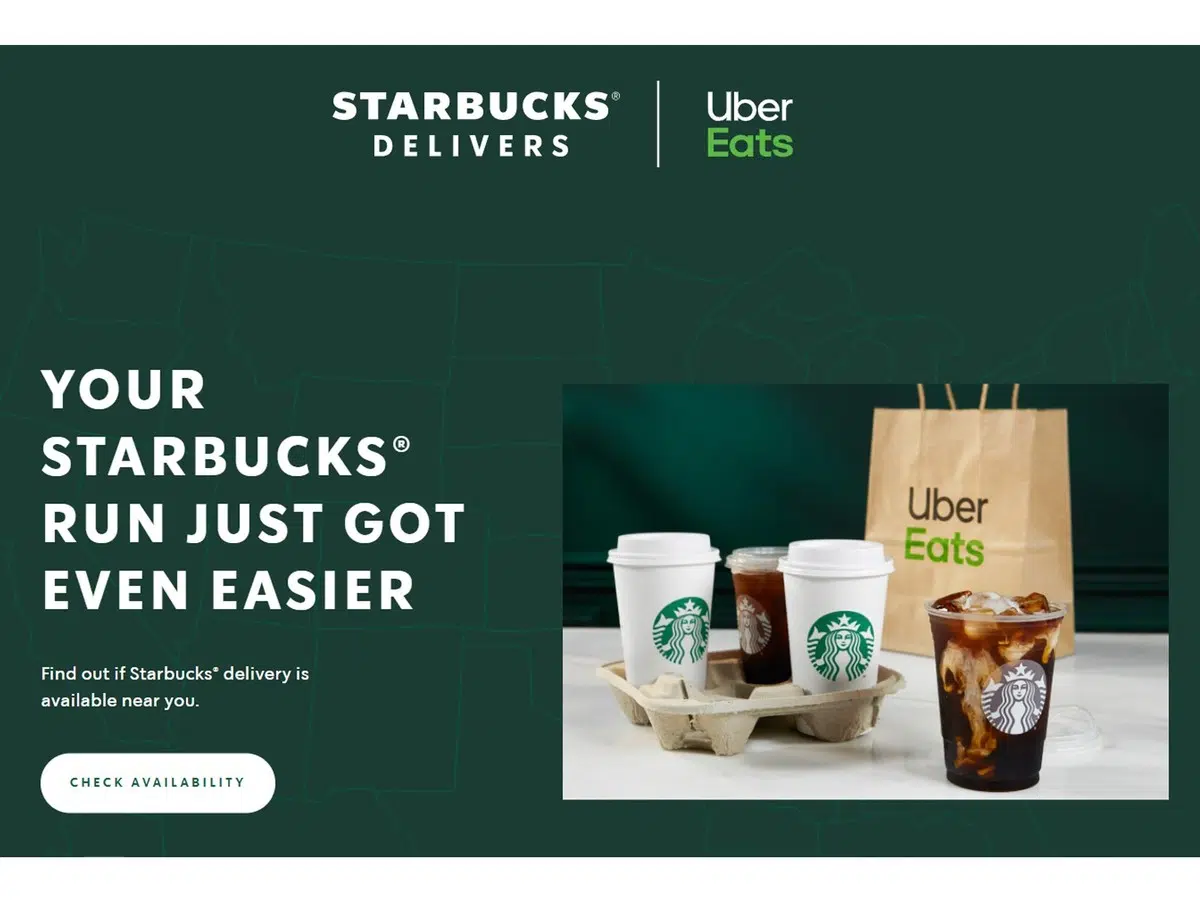 STARBUCKS®
DELIVERS
Uber
Eats
YOUR
STARBUCKS®
RUN JUST GOT
EVEN EASIER
Find out if Starbucks® delivery is
available near you.
CHECK AVAILABILITY
Uber
Eats